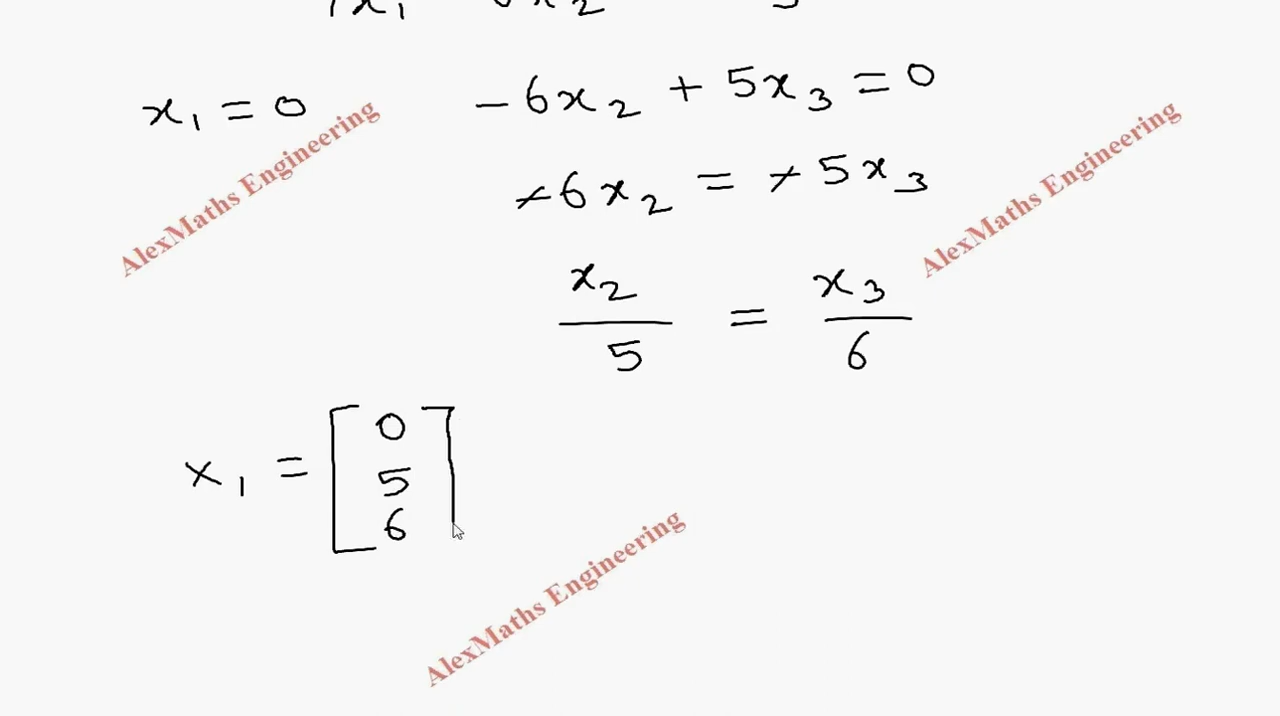 x₁ = 0
-6x₂ + 5x₃ = 0
-6x₂ = -5x₃
x₂/5 = x₃/6
x₁ = [0
5
6]
AlexMaths Engineering
AlexMaths Engineering
AlexMaths Engineering